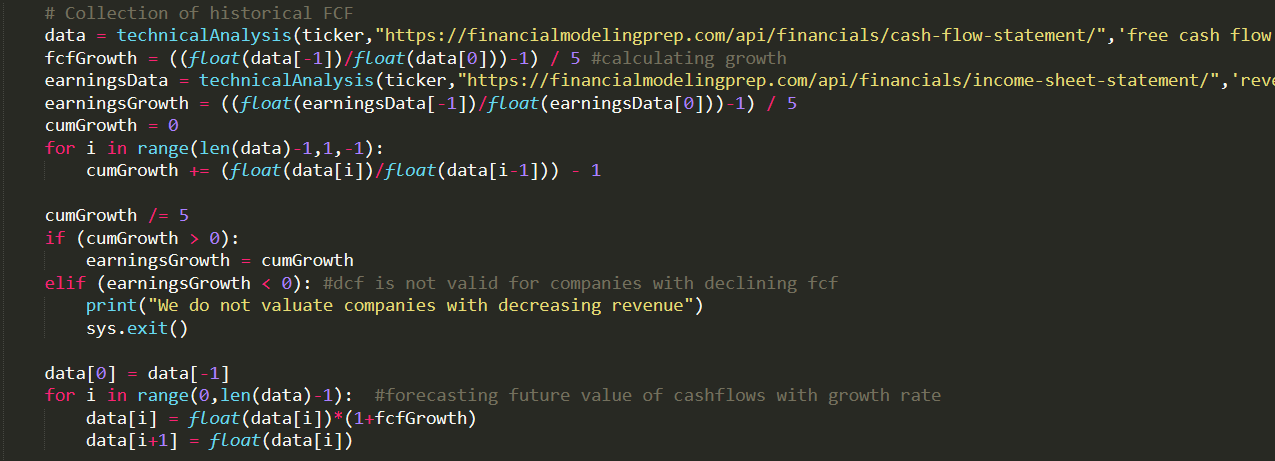 # Collection of historical FCF
data = technicalAnalysis(ticker,"https://financialmodelingprep.com/api/financials/cash-flow-statement/",'free cash flow
fcfGrowth = ((float(data[-1])/float(data[0]))-1) / 5 #calculating growth
earningsData = technicalAnalysis(ticker,"https://financialmodelingprep.com/api/financials/income-sheet-statement/",'reve
earningsGrowth = ((float(earningsData[-1])/float(earningsData[0]))-1) / 5
cumGrowth = 0
for i in range(len(data)-1,1,-1):
    cumGrowth += (float(data[i])/float(data[i-1])) - 1

cumGrowth /= 5
if (cumGrowth > 0):
    earningsGrowth = cumGrowth
elif (earningsGrowth < 0): #dcf is not valid for companies with declining fcf
    print("We do not valuate companies with decreasing revenue")
    sys.exit()

data[0] = data[-1]
for i in range(0,len(data)-1):  #forecasting future value of cashflows with growth rate
    data[i] = float(data[i])*(1+fcfGrowth)
    data[i+1] = float(data[i])